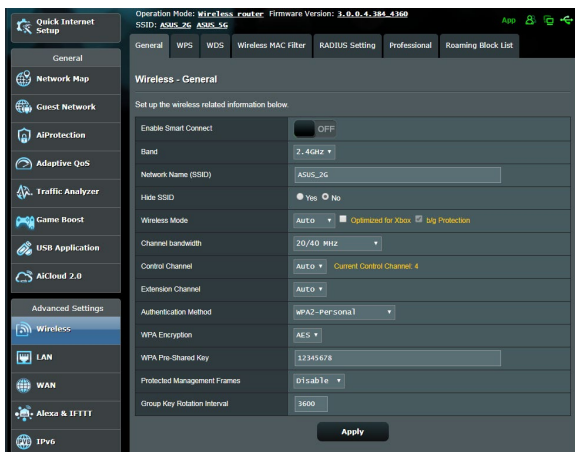 Quick Internet
Setup
Operation Mode: Wireless router Firmware Version: 3.0.0.4.384_4360
SSID: ASUS_2G ASUS_5G
App
General
WPS
WDS
Wireless MAC Filter
RADIUS Setting
Professional
Roaming Block List
General
Network Map
Guest Network
AiProtection
Adaptive QoS
Traffic Analyzer
Game Boost
USB Application
AiCloud 2.0
Advanced Settings
Wireless
LAN
WAN
Alexa & IFTTT
IPv6
Wireless - General
Set up the wireless related information below.
Enable Smart Connect OFF
Band 2.4GHz
Network Name (SSID) ASUS_2G
Hide SSID Yes No
Wireless Mode Auto Optimized for Xbox b/g Protection
Channel bandwidth 20/40 MHz
Control Channel Auto Current Control Channel: 4
Extension Channel Auto
Authentication Method WPA2-Personal
WPA Encryption AES
WPA Pre-Shared Key 12345678
Protected Management Frames Disable
Group Key Rotation Interval 3600
Apply